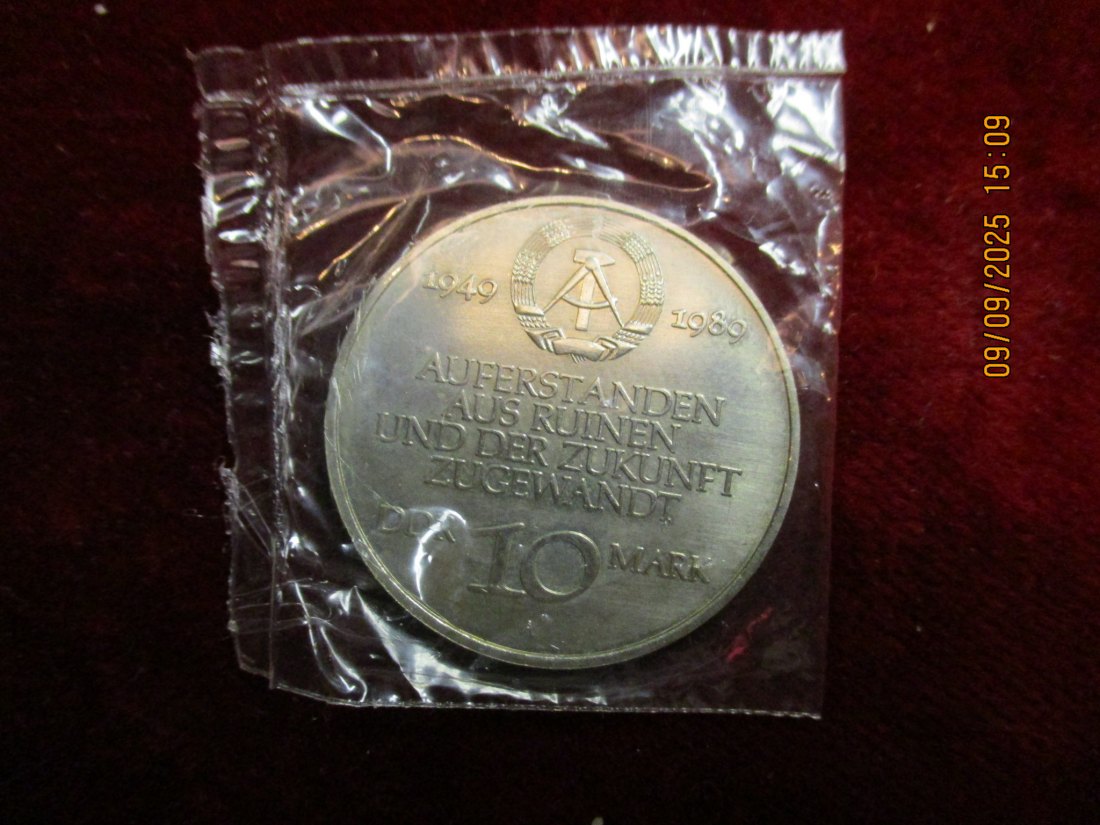 1949
1989
AUFERSTANDEN
AUS RUINEN
UND DER ZUKUNFT
ZUGEWANDT
DDR 10 MARK
09/09/2025 15:09